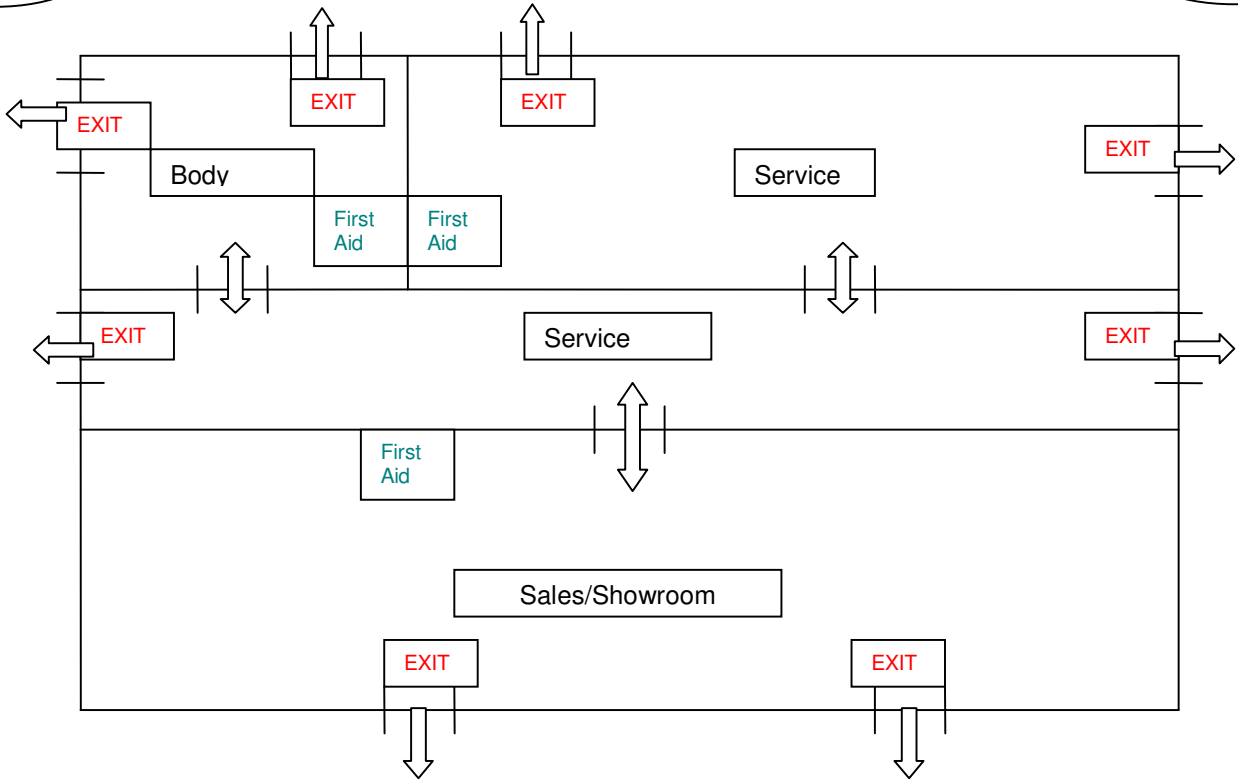 EXIT
EXIT
EXIT
EXIT
Body
Service
First
Aid
First
Aid
EXIT
Service
EXIT
First
Aid
Sales/Showroom
EXIT
EXIT